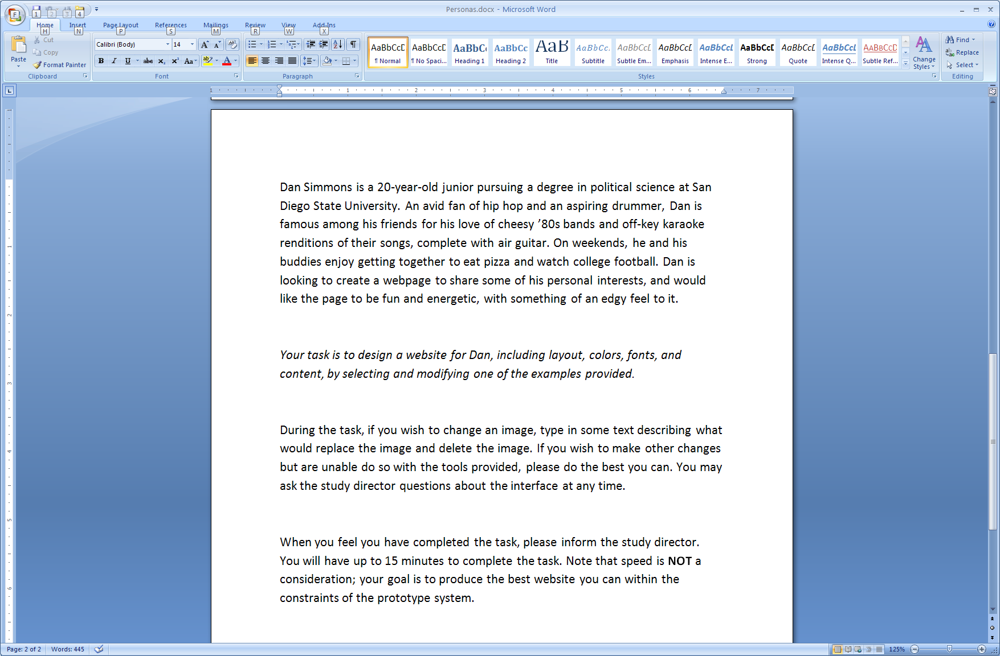 Personas.docx - Microsoft Word
F 1 2 3 4
Home Insert Page Layout References Mailings Review View Add-Ins
H N P S M R W X
Paste
Cut
Copy
Format Painter
Clipboard
Calibri (Body) 14
Font
Paragraph
AaBbCcD AaBbCcD AaBbCc AaBbCc AaB AaBbCc. AaBbCcD AaBbCcD AaBbCcD AaBbCcD AaBbCcD AaBbCcD AaBbCcD
¶ Normal ¶ No Spaci... Heading 1 Heading 2 Title Subtitle Subtle Em... Emphasis Intense E... Strong Quote Intense Q... Subtle Ref...
Styles
Change Styles
Find
Replace
Select
Editing
L
1 1 2 3 4 5 6 7
Dan Simmons is a 20-year-old junior pursuing a degree in political science at San
Diego State University. An avid fan of hip hop and an aspiring drummer, Dan is
famous among his friends for his love of cheesy ’80s bands and off-key karaoke
renditions of their songs, complete with air guitar. On weekends, he and his
buddies enjoy getting together to eat pizza and watch college football. Dan is
looking to create a webpage to share some of his personal interests, and would
like the page to be fun and energetic, with something of an edgy feel to it.
Your task is to design a website for Dan, including layout, colors, fonts, and
content, by selecting and modifying one of the examples provided.
During the task, if you wish to change an image, type in some text describing what
would replace the image and delete the image. If you wish to make other changes
but are unable do so with the tools provided, please do the best you can. You may
ask the study director questions about the interface at any time.
When you feel you have completed the task, please inform the study director.
You will have up to 15 minutes to complete the task. Note that speed is NOT a
consideration; your goal is to produce the best website you can within the
constraints of the prototype system.
Page: 2 of 2 Words: 445 125%